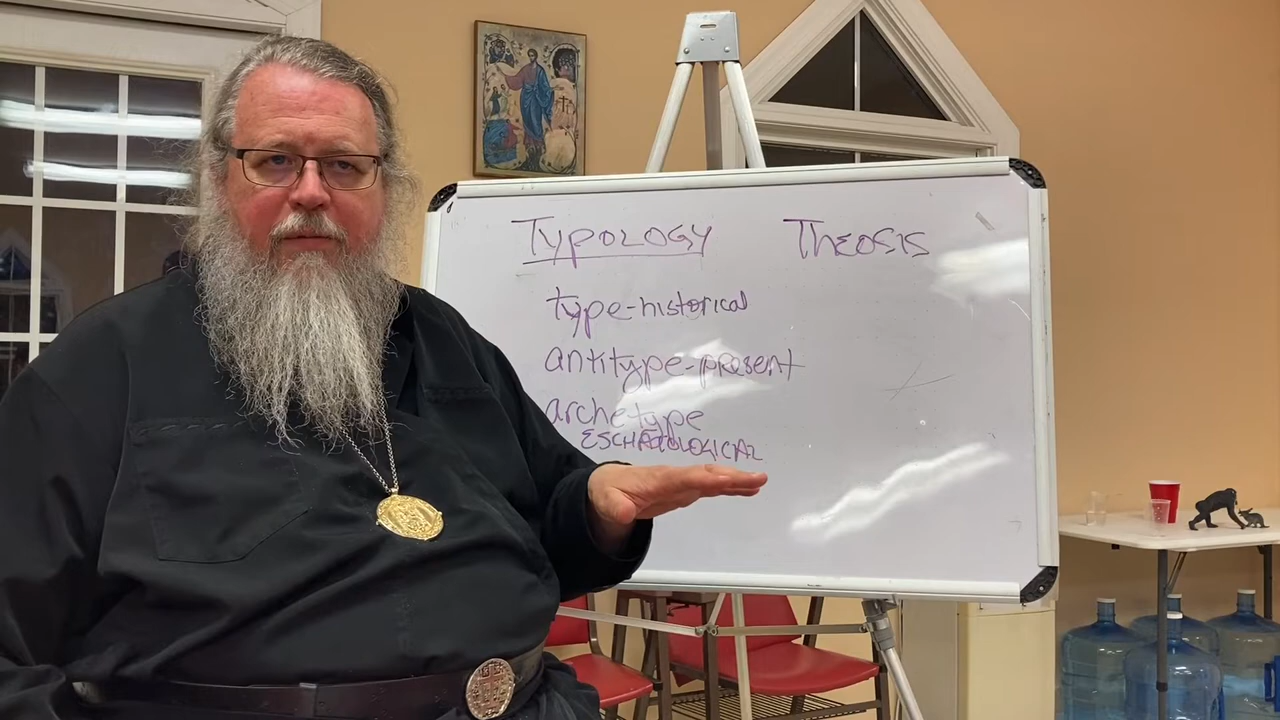 TYPOLOGY THEOSIS
type-historical
antitype-present
archetype
ESCHATOLOGICAL